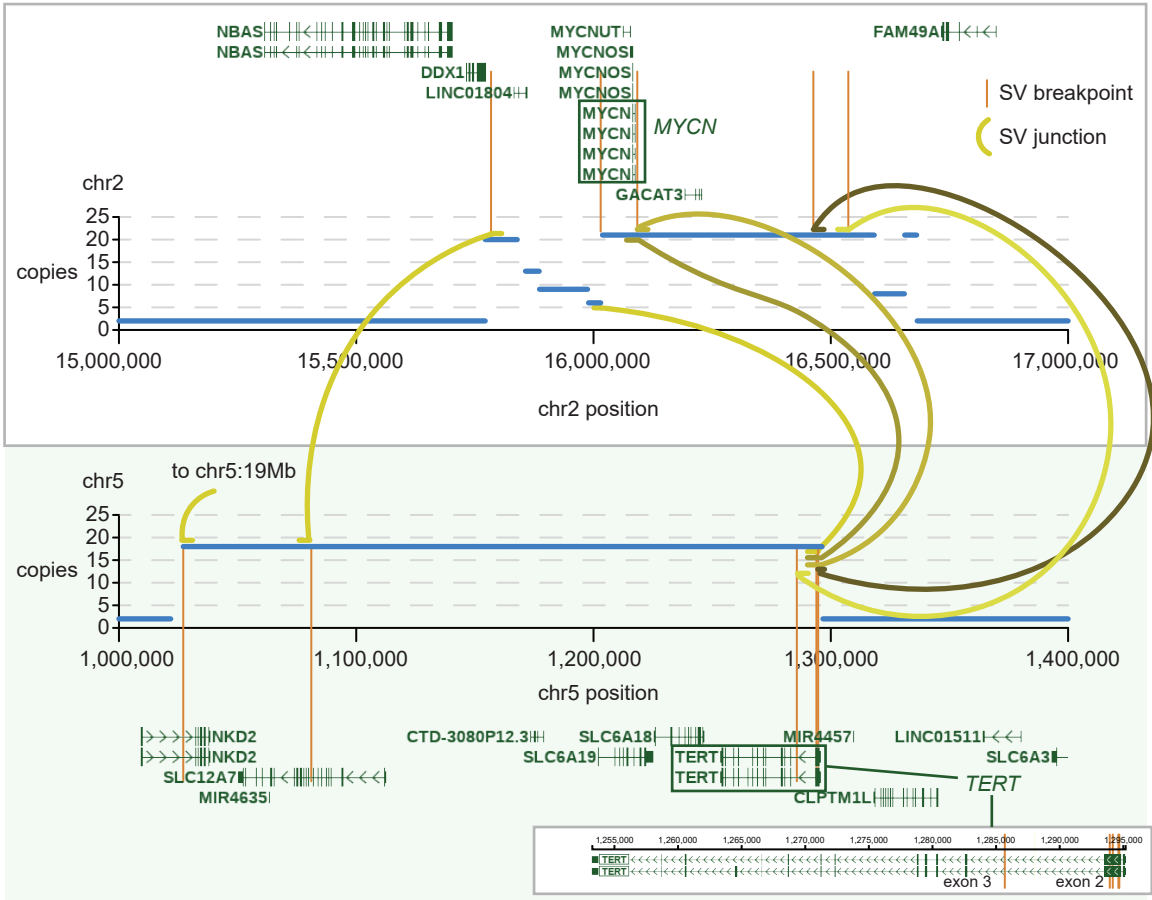 NBAS MYCNUT FAM49A
NBAS MYCNOS
DDX1 MYCNOS
LINC01804 MYCNOS SV breakpoint
MYCN
MYCN MYCN
MYCN SV junction
MYCN
GACAT3
chr2
25
20
15
copies
10
5
0
15,000,000 15,500,000 16,000,000 16,500,000 17,000,000
chr2 position
to chr5:19Mb
chr5
25
20
15
copies
10
5
0
1,000,000 1,100,000 1,200,000 1,300,000 1,400,000
chr5 position
NKD2 CTD-3080P12.3 SLC6A18 MIR4457 LINC01511
NKD2 SLC6A19 TERT SLC6A3
SLC12A7 TERT TERT
MIR4635 CLPTM1L
1,255,000 1,260,000 1,265,000 1,270,000 1,275,000 1,280,000 1,285,000 1,290,000 1,295,000
TERT
TERT
exon 3 exon 2